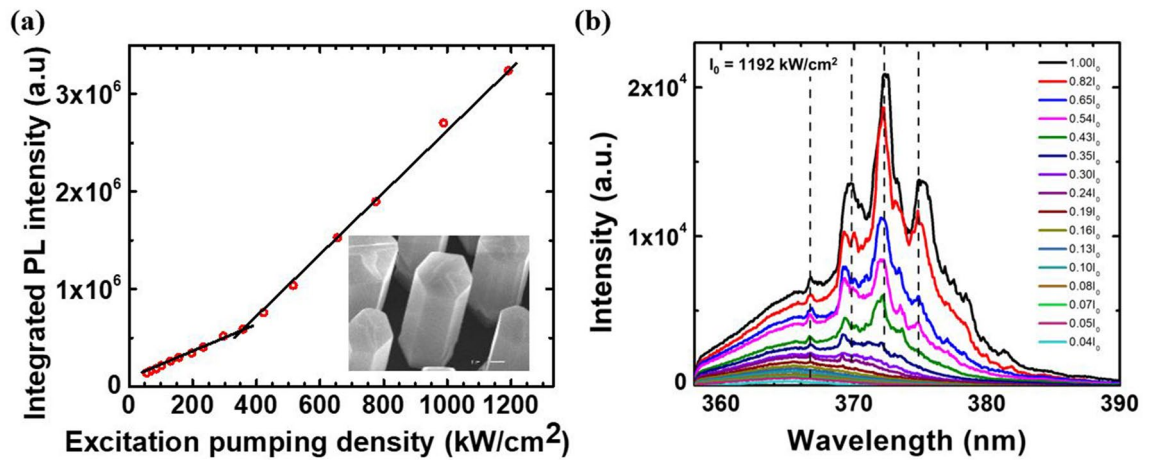 (a)
Integrated PL intensity (a.u)
3x10⁶
2x10⁶
1x10⁶
0
0 200 400 600 800 1000 1200
Excitation pumping density (kW/cm²)
(b)
Intensity (a.u.)
I₀ = 1192 kW/cm²
2x10⁴
1x10⁴
0
360 370 380 390
Wavelength (nm)
1.00I₀
0.82I₀
0.65I₀
0.54I₀
0.43I₀
0.35I₀
0.30I₀
0.24I₀
0.19I₀
0.16I₀
0.13I₀
0.10I₀
0.08I₀
0.07I₀
0.05I₀
0.04I₀